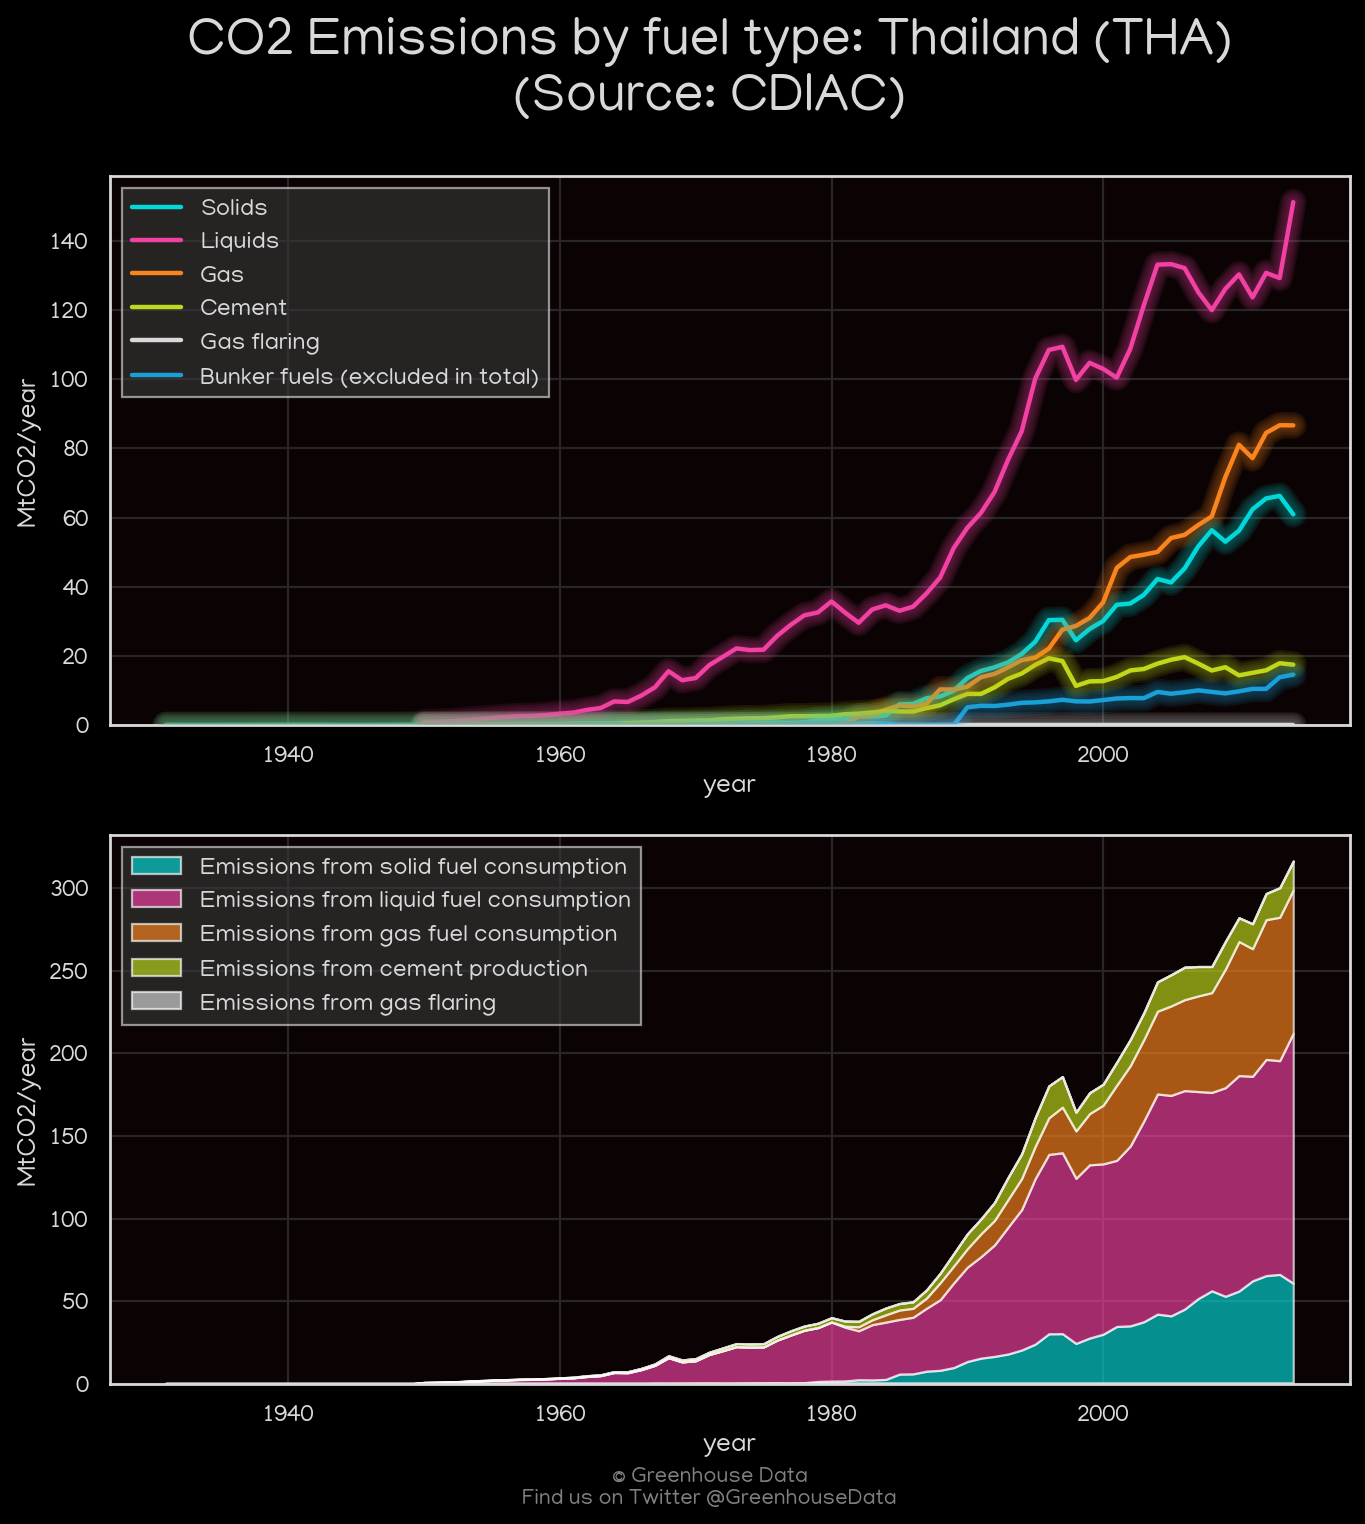 CO2 Emissions by fuel type: Thailand (THA)
(Source: CDIAC)
Solids
Liquids
Gas
Cement
Gas flaring
Bunker fuels (excluded in total)
MtCO2/year
140
120
100
80
60
40
20
0
1940
1960
1980
2000
year
Emissions from solid fuel consumption
Emissions from liquid fuel consumption
Emissions from gas fuel consumption
Emissions from cement production
Emissions from gas flaring
MtCO2/year
300
250
200
150
100
50
0
1940
1960
1980
2000
year
© Greenhouse Data
Find us on Twitter @GreenhouseData